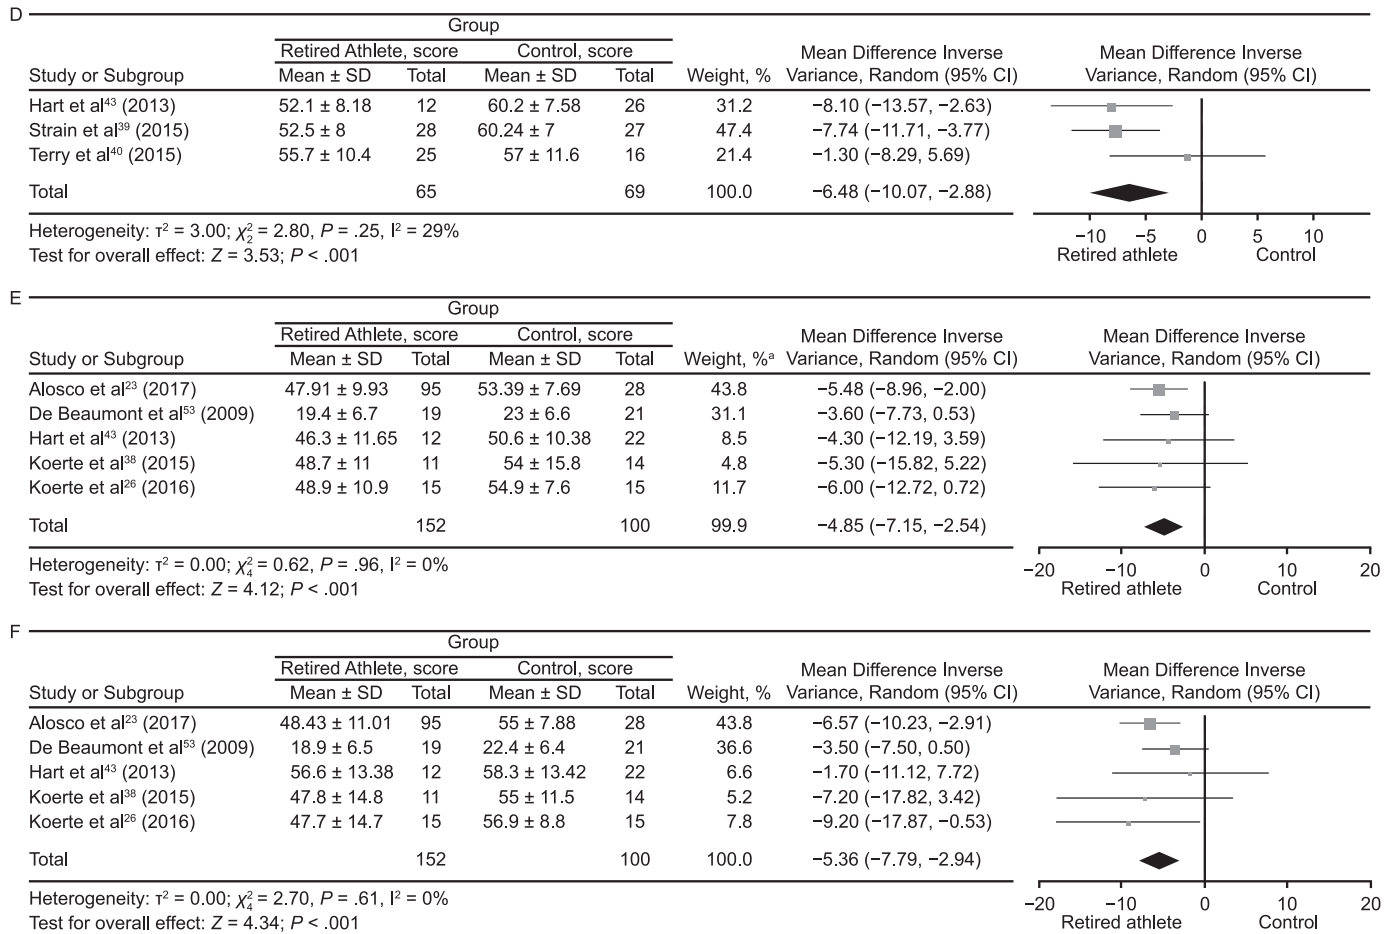 D
Group
Retired Athlete, score Control, score Mean Difference Inverse Mean Difference Inverse
Study or Subgroup Mean ± SD Total Mean ± SD Total Weight, % Variance, Random (95% CI) Variance, Random (95% CI)
Hart et al⁴³ (2013) 52.1 ± 8.18 12 60.2 ± 7.58 26 31.2 −8.10 (−13.57, −2.63)
Strain et al³⁹ (2015) 52.5 ± 8 28 60.24 ± 7 27 47.4 −7.74 (−11.71, −3.77)
Terry et al⁴⁰ (2015) 55.7 ± 10.4 25 57 ± 11.6 16 21.4 −1.30 (−8.29, 5.69)
Total 65 69 100.0 −6.48 (−10.07, −2.88)
Heterogeneity: τ² = 3.00; χ²₂ = 2.80, P = .25, I² = 29%
Test for overall effect: Z = 3.53; P < .001
−10 −5 0 5 10
Retired athlete Control
E
Group
Retired Athlete, score Control, score Mean Difference Inverse Mean Difference Inverse
Study or Subgroup Mean ± SD Total Mean ± SD Total Weight, %ᵃ Variance, Random (95% CI) Variance, Random (95% CI)
Alosco et al²³ (2017) 47.91 ± 9.93 95 53.39 ± 7.69 28 43.8 −5.48 (−8.96, −2.00)
De Beaumont et al⁵³ (2009) 19.4 ± 6.7 19 23 ± 6.6 21 31.1 −3.60 (−7.73, 0.53)
Hart et al⁴³ (2013) 46.3 ± 11.65 12 50.6 ± 10.38 22 8.5 −4.30 (−12.19, 3.59)
Koerte et al³⁸ (2015) 48.7 ± 11 11 54 ± 15.8 14 4.8 −5.30 (−15.82, 5.22)
Koerte et al²⁶ (2016) 48.9 ± 10.9 15 54.9 ± 7.6 15 11.7 −6.00 (−12.72, 0.72)
Total 152 100 99.9 −4.85 (−7.15, −2.54)
Heterogeneity: τ² = 0.00; χ²₄ = 0.62, P = .96, I² = 0%
Test for overall effect: Z = 4.12; P < .001
−20 −10 0 10 20
Retired athlete Control
F
Group
Retired Athlete, score Control, score Mean Difference Inverse Mean Difference Inverse
Study or Subgroup Mean ± SD Total Mean ± SD Total Weight, % Variance, Random (95% CI) Variance, Random (95% CI)
Alosco et al²³ (2017) 48.43 ± 11.01 95 55 ± 7.88 28 43.8 −6.57 (−10.23, −2.91)
De Beaumont et al⁵³ (2009) 18.9 ± 6.5 19 22.4 ± 6.4 21 36.6 −3.50 (−7.50, 0.50)
Hart et al⁴³ (2013) 56.6 ± 13.38 12 58.3 ± 13.42 22 6.6 −1.70 (−11.12, 7.72)
Koerte et al³⁸ (2015) 47.8 ± 14.8 11 55 ± 11.5 14 5.2 −7.20 (−17.82, 3.42)
Koerte et al²⁶ (2016) 47.7 ± 14.7 15 56.9 ± 8.8 15 7.8 −9.20 (−17.87, −0.53)
Total 152 100 100.0 −5.36 (−7.79, −2.94)
Heterogeneity: τ² = 0.00; χ²₄ = 2.70, P = .61, I² = 0%
Test for overall effect: Z = 4.34; P < .001
−20 −10 0 10 20
Retired athlete Control